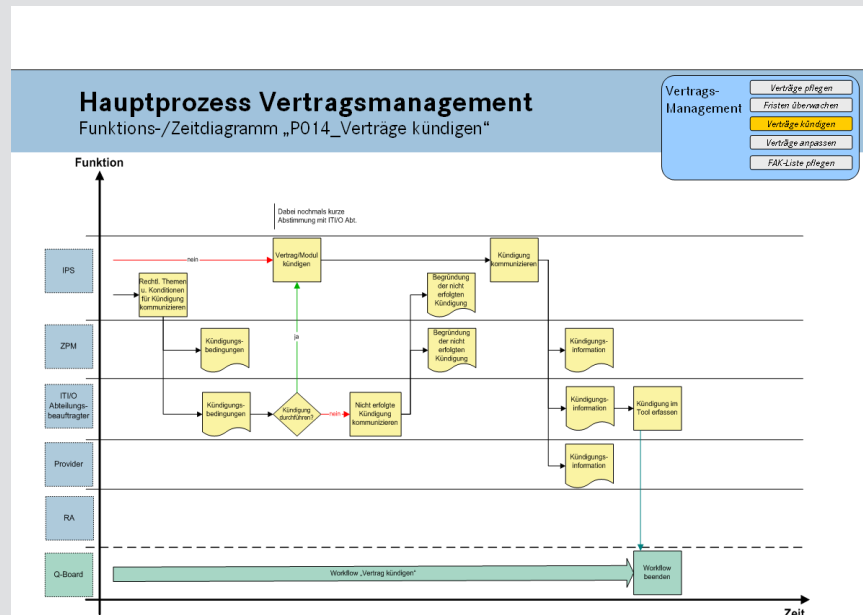 Hauptprozess Vertragsmanagement
Funktions-/Zeitdiagramm „P014_Verträge kündigen“
Vertrags-
Management
Verträge pflegen
Fristen überwachen
Verträge kündigen
Verträge anpassen
FAK-Liste pflegen
Funktion
Dabei nochmals kurze
Abstimmung mit ITI/O Abt.
IPS
nein
Vertrag/Modul
kündigen
Kündigung
kommunizieren
Rechtl. Themen
u. Konditionen
für Kündigung
kommunizieren
Begründung
der nicht
erfolgten
Kündigung
ZPM
Kündigungs-
bedingungen
ja
Begründung
der nicht
erfolgten
Kündigung
Kündigungs-
information
ITI/O
Abteilungs-
beauftragter
Kündigungs-
bedingungen
Kündigung
durchführen?
nein
Nicht erfolgte
Kündigung
kommunizieren
Kündigungs-
information
Kündigung im
Tool erfassen
Provider
Kündigungs-
information
RA
Q-Board
Workflow „Vertrag kündigen“
Workflow
beenden
Zeit